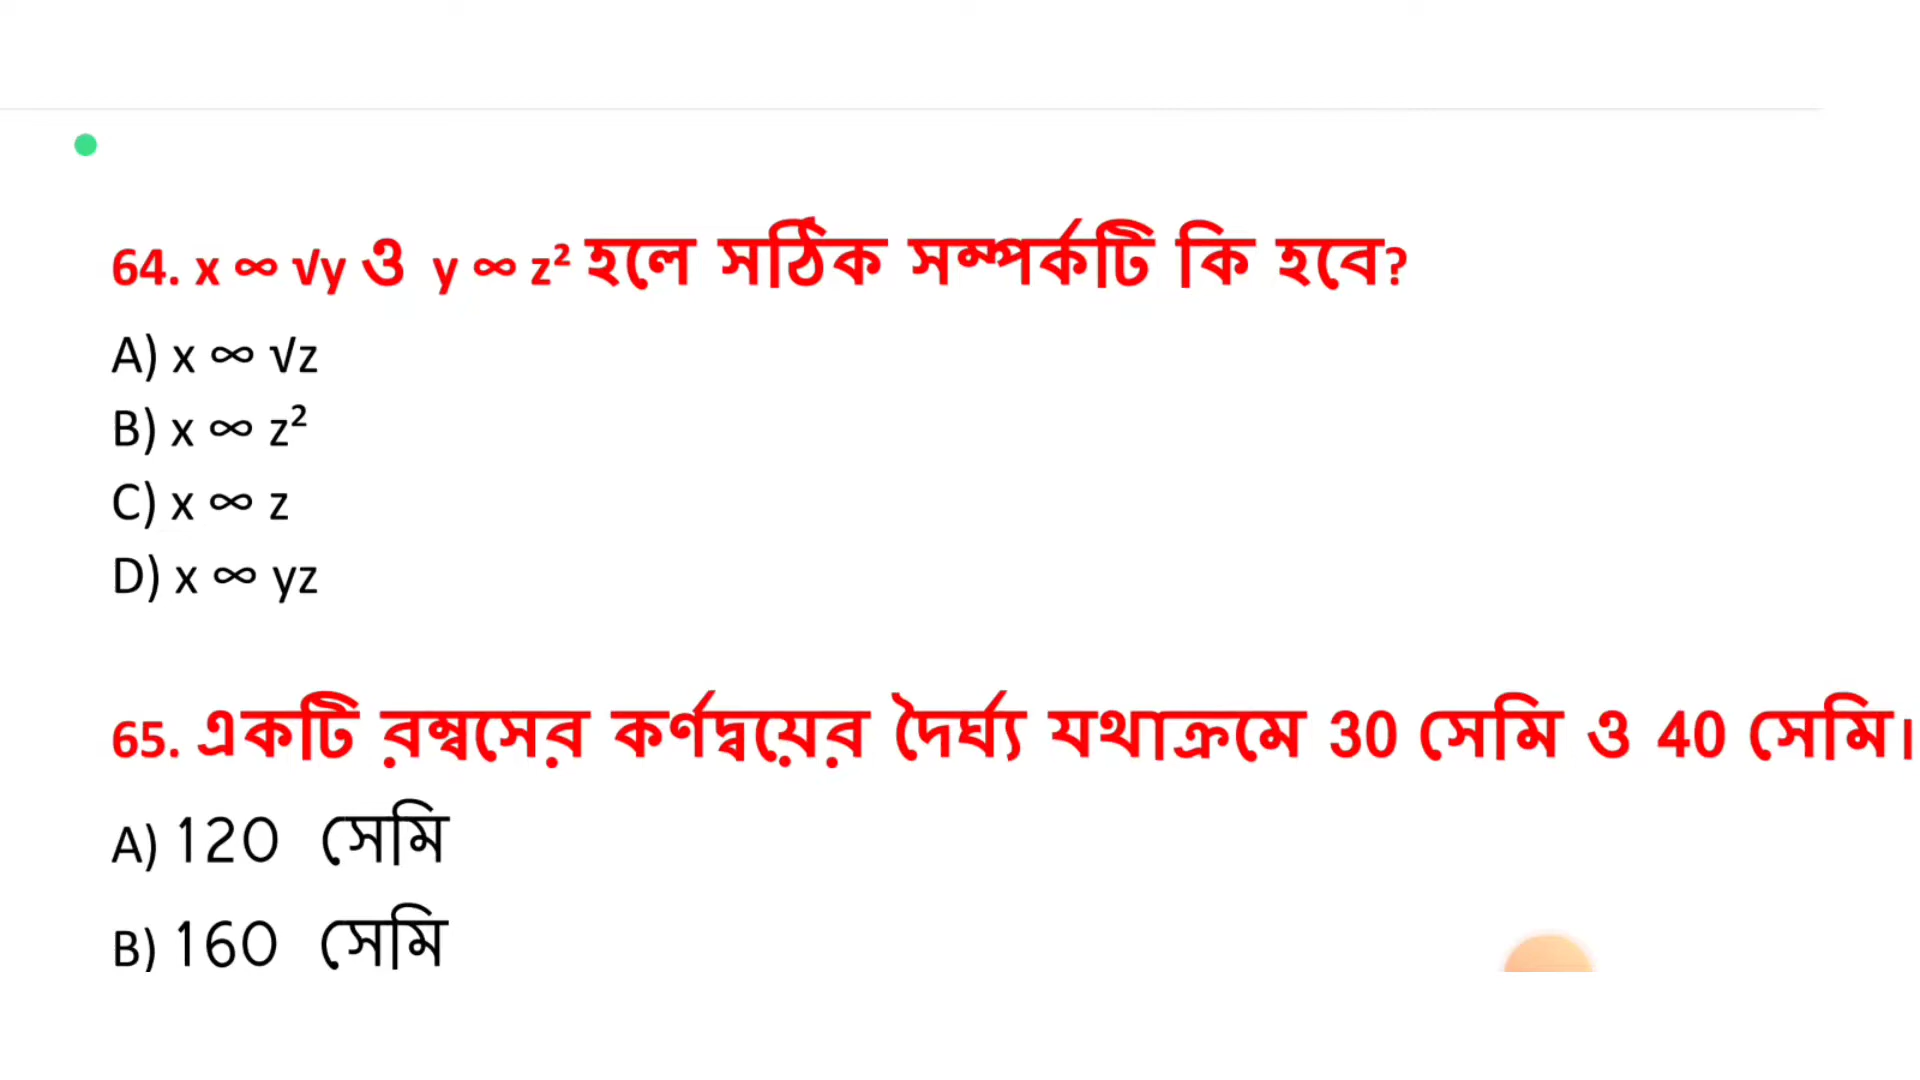 64. x ∞ √y ও y ∞ z² হলে সঠিক সম্পর্কটি কি হবে?
A) x ∞ √z
B) x ∞ z²
C) x ∞ z
D) x ∞ yz
65. একটি রম্বসের কর্ণদ্বয়ের দৈর্ঘ্য যথাক্রমে 30 সেমি ও 40 সেমি।
A) 120 সেমি
B) 160 সেমি